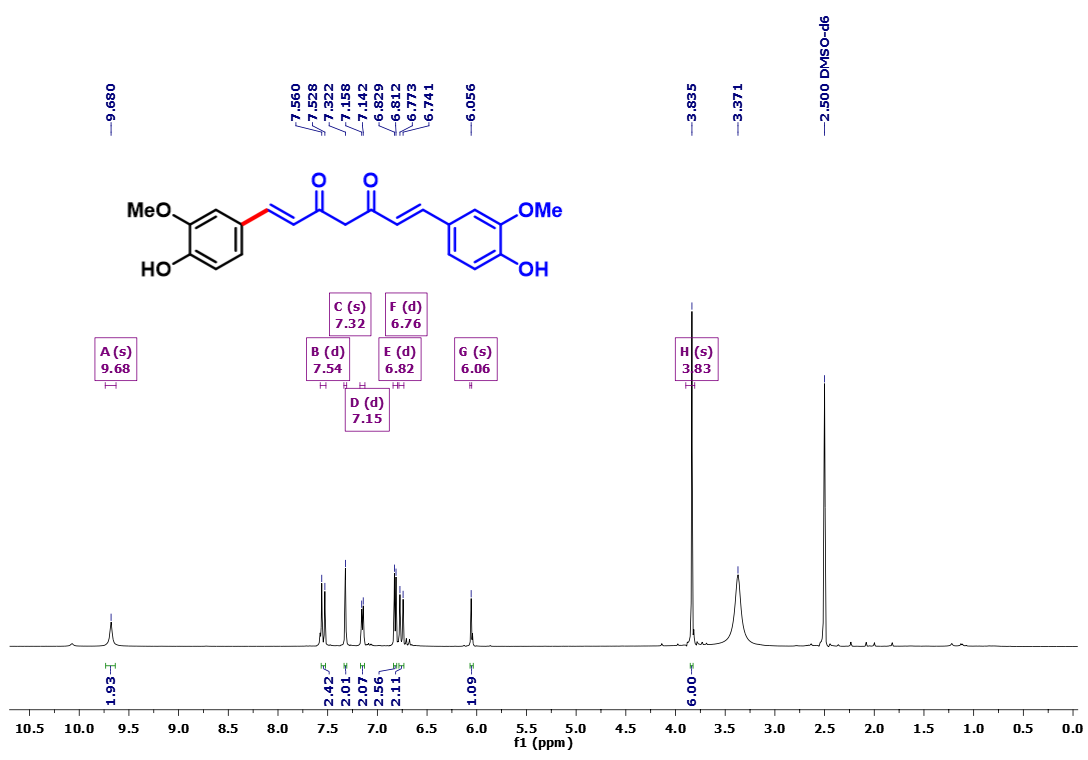 9.680
7.560
7.528
7.322
7.158
7.142
6.829
6.812
6.773
6.741
6.056
3.835
3.371
2.500 DMSO-d6
O O
MeO OMe
HO OH
C (s)
7.32
F (d)
6.76
A (s)
9.68
B (d)
7.54
E (d)
6.82
G (s)
6.06
H (s)
3.83
D (d)
7.15
1.93
2.42
2.01
2.07
2.56
2.11
1.09
6.00
10.5 10.0 9.5 9.0 8.5 8.0 7.5 7.0 6.5 6.0 5.5 5.0 4.5 4.0 3.5 3.0 2.5 2.0 1.5 1.0 0.5 0.0
f1 (ppm)